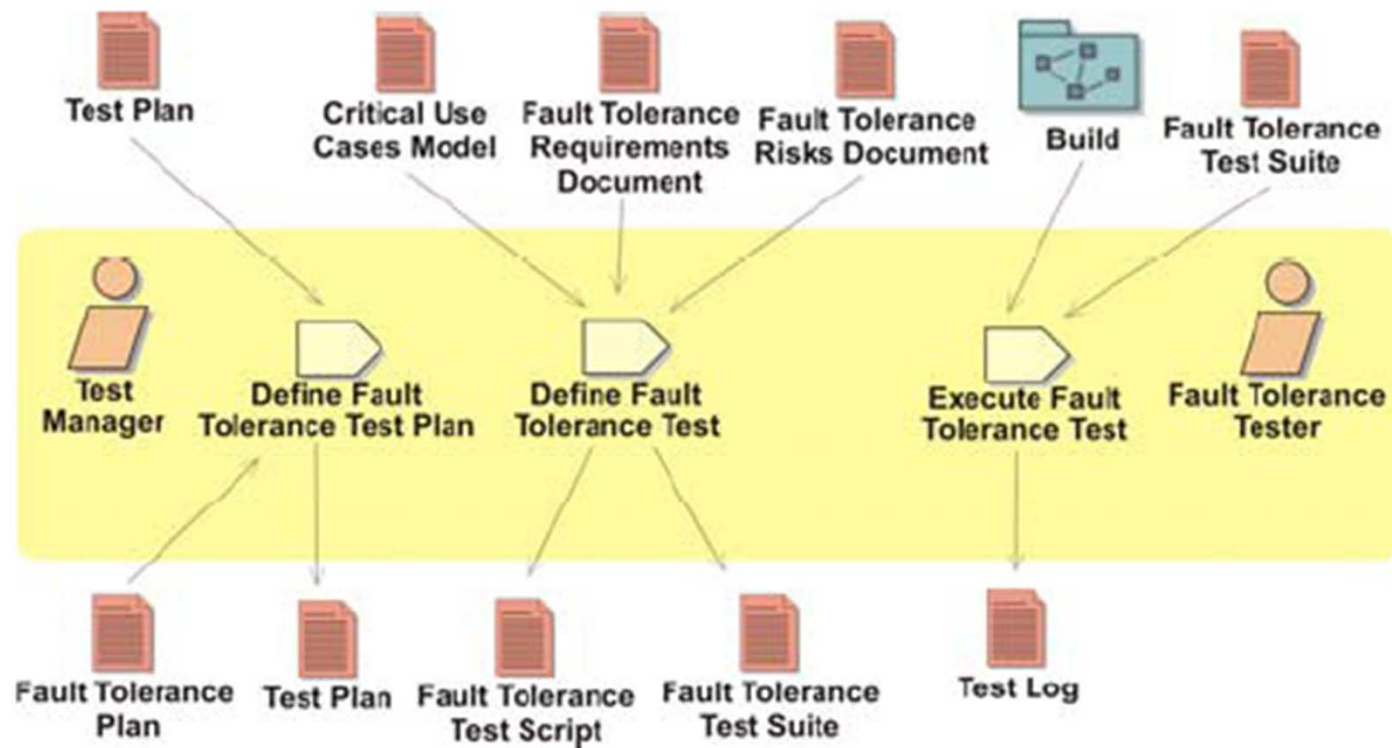 Test Plan
Critical Use
Cases Model
Fault Tolerance
Requirements
Document
Fault Tolerance
Risks Document
Build
Fault Tolerance
Test Suite
Test
Manager
Define Fault
Tolerance Test Plan
Define Fault
Tolerance Test
Execute Fault
Tolerance Test
Fault Tolerance
Tester
Fault Tolerance
Plan
Test Plan
Fault Tolerance
Test Script
Fault Tolerance
Test Suite
Test Log